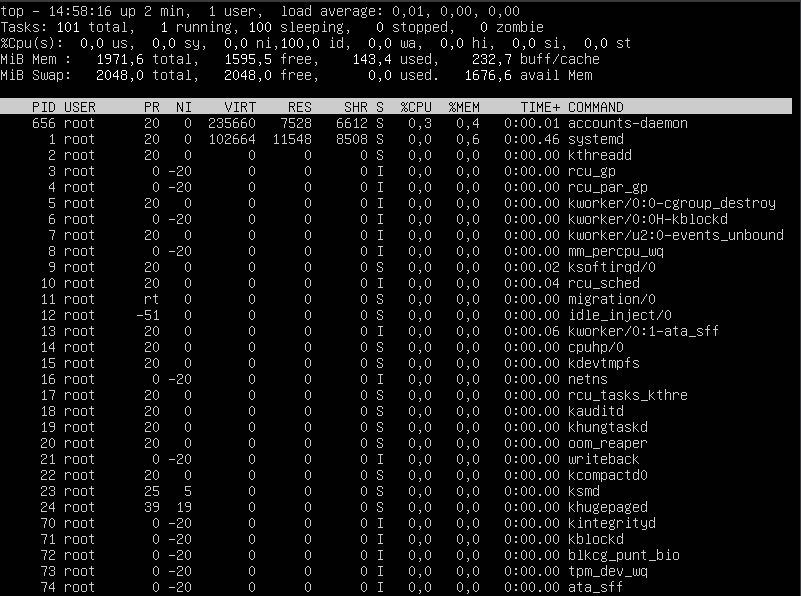 top - 14:58:16 up 2 min,  1 user,  load average: 0,01, 0,00, 0,00
Tasks: 101 total,   1 running, 100 sleeping,   0 stopped,   0 zombie
%Cpu(s):  0,0 us,  0,0 sy,  0,0 ni,100,0 id,  0,0 wa,  0,0 hi,  0,0 si,  0,0 st
MiB Mem :   1971,6 total,   1595,5 free,    143,4 used,    232,7 buff/cache
MiB Swap:   2048,0 total,   2048,0 free,      0,0 used.   1676,6 avail Mem
PID USER      PR  NI    VIRT    RES    SHR S  %CPU  %MEM     TIME+ COMMAND
656 root      20   0  235660   7528   6612 S   0,3   0,4   0:00.01 accounts-daemon
1 root      20   0  102664  11548   8508 S   0,0   0,6   0:00.46 systemd
2 root      20   0       0      0      0 S   0,0   0,0   0:00.00 kthreadd
3 root       0 -20       0      0      0 I   0,0   0,0   0:00.00 rcu_gp
4 root       0 -20       0      0      0 I   0,0   0,0   0:00.00 rcu_par_gp
5 root      20   0       0      0      0 I   0,0   0,0   0:00.00 kworker/0:0-cgroup_destroy
6 root       0 -20       0      0      0 I   0,0   0,0   0:00.00 kworker/0:0H-kblockd
7 root      20   0       0      0      0 I   0,0   0,0   0:00.00 kworker/u2:0-events_unbound
8 root       0 -20       0      0      0 I   0,0   0,0   0:00.00 mm_percpu_wq
9 root      20   0       0      0      0 S   0,0   0,0   0:00.02 ksoftirqd/0
10 root      20   0       0      0      0 I   0,0   0,0   0:00.04 rcu_sched
11 root      rt   0       0      0      0 S   0,0   0,0   0:00.00 migration/0
12 root     -51   0       0      0      0 S   0,0   0,0   0:00.00 idle_inject/0
13 root      20   0       0      0      0 I   0,0   0,0   0:00.06 kworker/0:1-ata_sff
14 root      20   0       0      0      0 S   0,0   0,0   0:00.00 cpuhp/0
15 root      20   0       0      0      0 S   0,0   0,0   0:00.00 kdevtmpfs
16 root       0 -20       0      0      0 I   0,0   0,0   0:00.00 netns
17 root      20   0       0      0      0 S   0,0   0,0   0:00.00 rcu_tasks_kthre
18 root      20   0       0      0      0 S   0,0   0,0   0:00.00 kauditd
19 root      20   0       0      0      0 S   0,0   0,0   0:00.00 khungtaskd
20 root      20   0       0      0      0 S   0,0   0,0   0:00.00 oom_reaper
21 root       0 -20       0      0      0 I   0,0   0,0   0:00.00 writeback
22 root      20   0       0      0      0 S   0,0   0,0   0:00.00 kcompactd0
23 root      25   5       0      0      0 S   0,0   0,0   0:00.00 ksmd
24 root      39  19       0      0      0 S   0,0   0,0   0:00.00 khugepaged
70 root       0 -20       0      0      0 I   0,0   0,0   0:00.00 kintegrityd
71 root       0 -20       0      0      0 I   0,0   0,0   0:00.00 kblockd
72 root       0 -20       0      0      0 I   0,0   0,0   0:00.00 blkcg_punt_bio
73 root       0 -20       0      0      0 I   0,0   0,0   0:00.00 tpm_dev_wq
74 root       0 -20       0      0      0 I   0,0   0,0   0:00.00 ata_sff